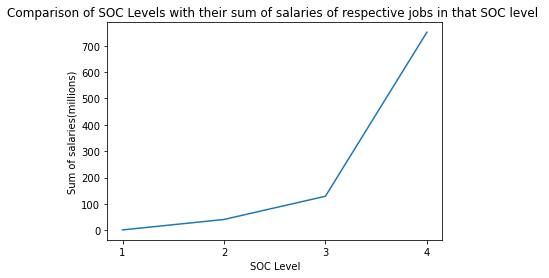 Comparison of SOC Levels with their sum of salaries of respective jobs in that SOC level
700
600
500
400
300
200
100
0
Sum of salaries(millions)
1 2 3 4
SOC Level